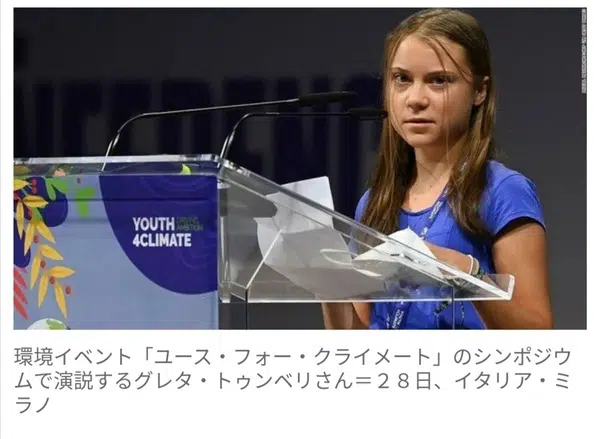 YOUTH
4CLIMATE
DRIVING
AMBITION
環境イベント「ユース・フォー・クライメート」のシンポジウ
ムで演説するグレタ・トゥンベリさん＝２８日、イタリア・ミ
ラノ